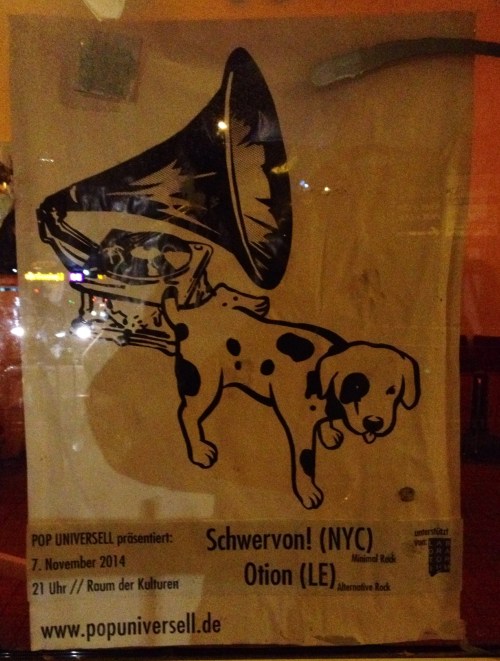 POP UNIVERSELL präsentiert:
7. November 2014
21 Uhr // Raum der Kulturen
www.popuniversell.de
Schwervon! (NYC)
Minimal Rock
Otion (LE)
Alternative Rock
unterstützt